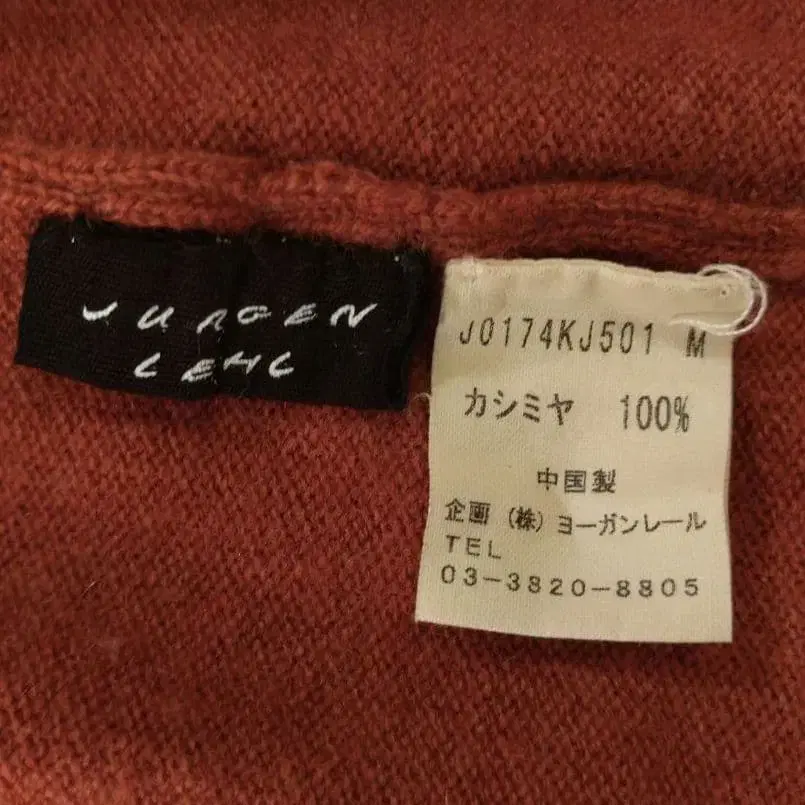 JURGEN
LEHL
J0174KJ501 M
カシミヤ 100%
中国製
企画 (株) ヨーガンレール
TEL
03-3820-8805